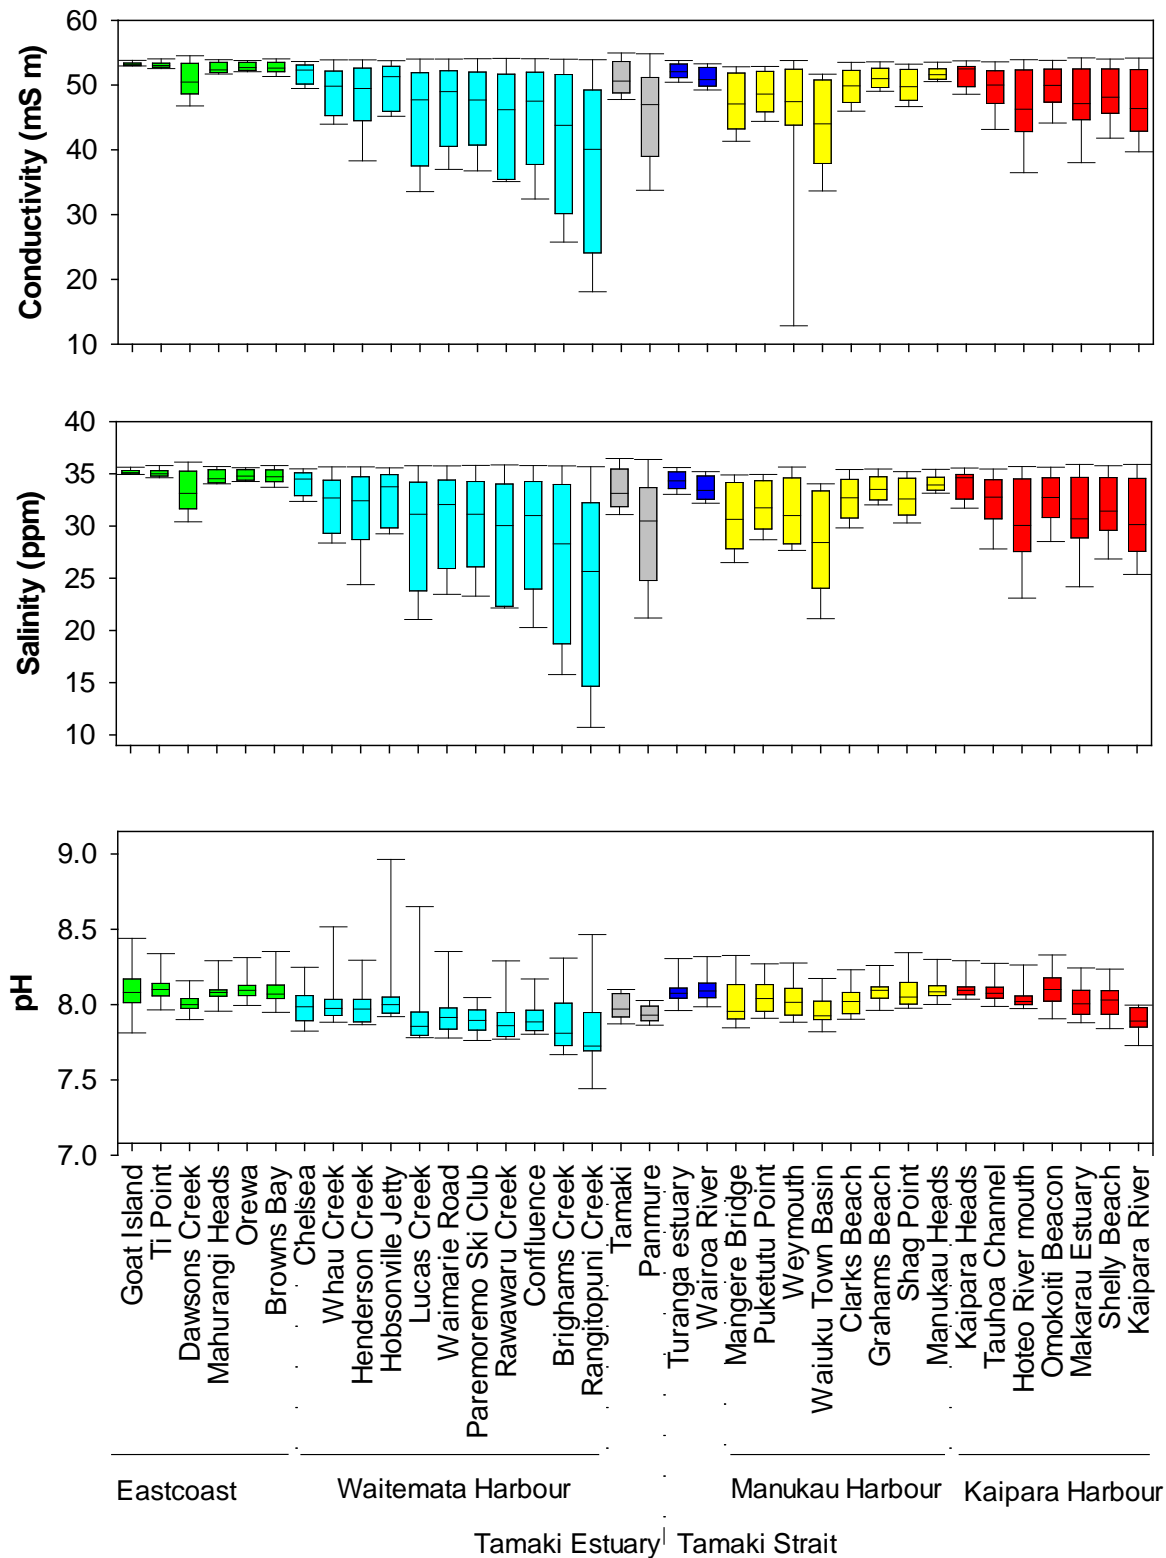 60
50
40
30
20
10
Conductivity (mS m)
40
35
30
25
20
15
10
Salinity (ppm)
9.0
8.5
8.0
7.5
7.0
pH
Goat Island
Ti Point
Dawsons Creek
Mahurangi Heads
Orewa
Browns Bay
Chelsea
Whau Creek
Henderson Creek
Hobsonville Jetty
Lucas Creek
Waimarie Road
Paremoremo Ski Club
Rawawaru Creek
Confluence
Brighams Creek
Rangitopuni Creek
Tamaki
Panmure
Turanga estuary
Wairoa River
Mangere Bridge
Puketutu Point
Weymouth
Waiuku Town Basin
Clarks Beach
Grahams Beach
Shag Point
Manukau Heads
Kaipara Heads
Tauhoa Channel
Hoteo River mouth
Omokoiti Beacon
Makarau Estuary
Shelly Beach
Kaipara River
Eastcoast
Waitemata Harbour
Manukau Harbour
Kaipara Harbour
Tamaki Estuary
Tamaki Strait